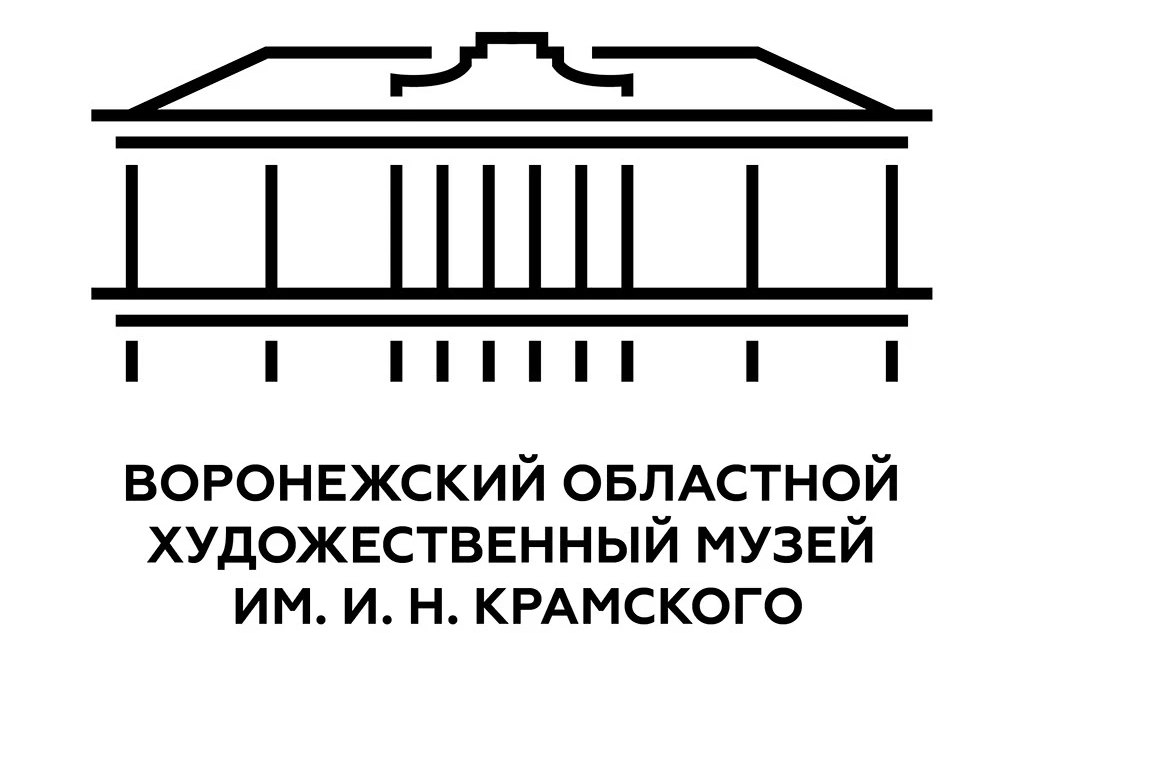 ВОРОНЕЖСКИЙ ОБЛАСТНОЙ
ХУДОЖЕСТВЕННЫЙ МУЗЕЙ
ИМ. И. Н. КРАМСКОГО